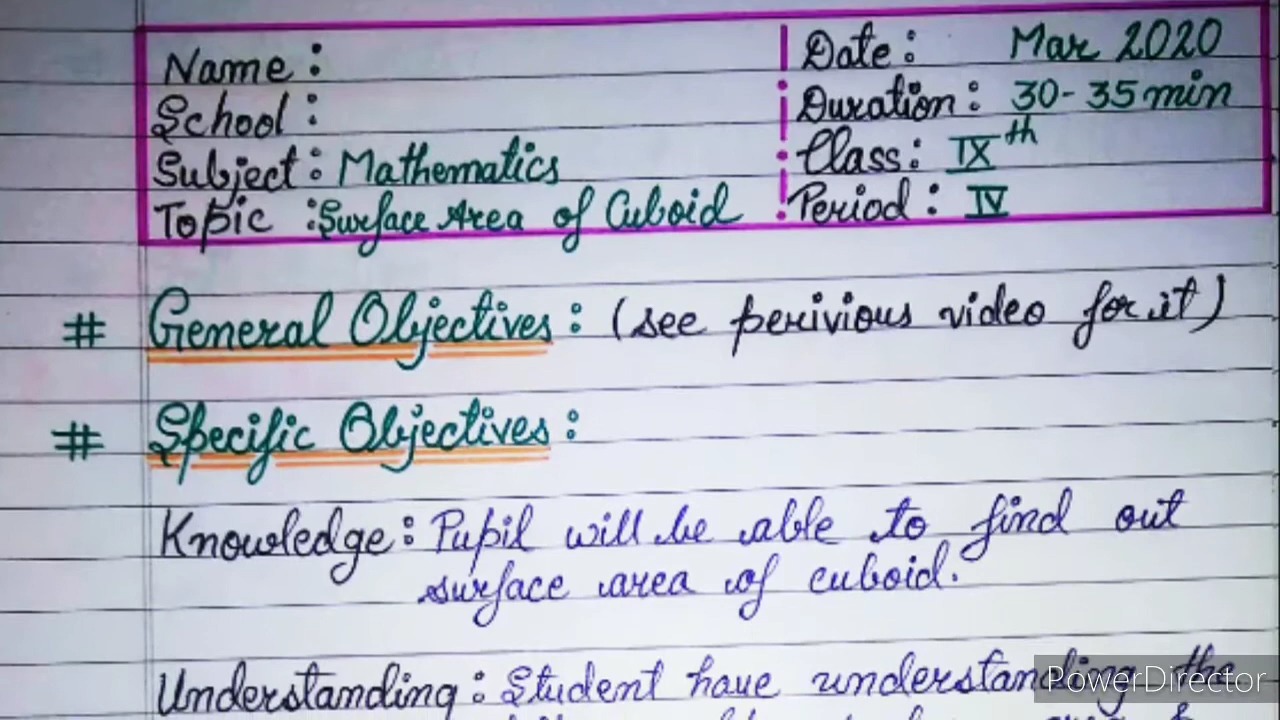 Name :
School :
Subject : Mathematics
Topic : Surface Area of Cuboid
Date : Mar 2020
Duration : 30-35 min
Class : IXth
Period : IV
# General Objectives : (see perivious video for it)
# Specific Objectives :
Knowledge : Pupil will be able to find out
surface area of cuboid.
Understanding : Student have understanding the
PowerDirector